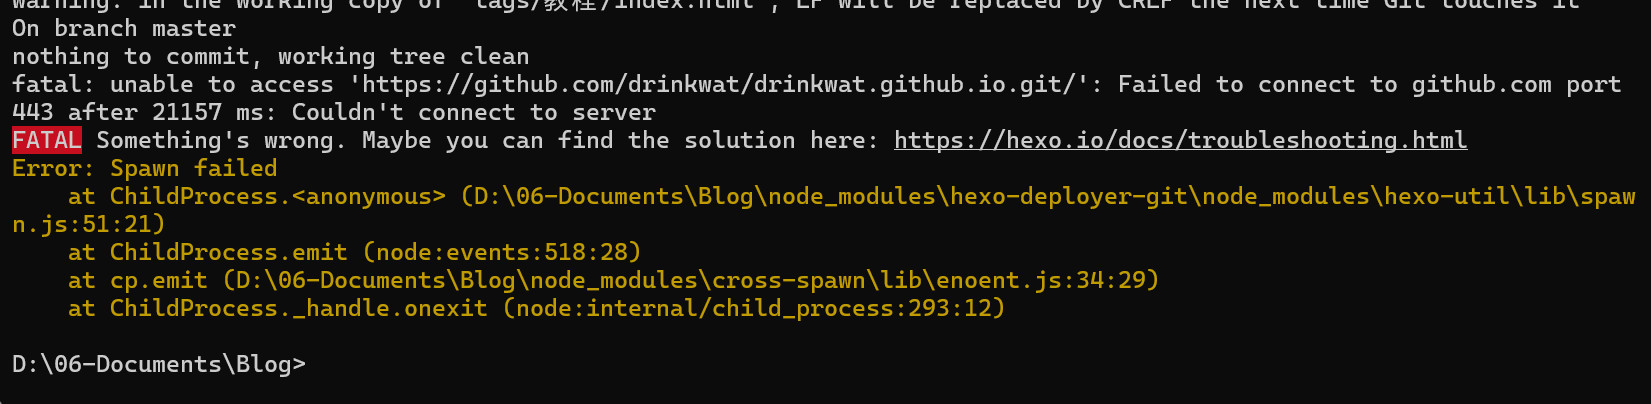 warning: in the working copy of 'tags/教程/index.html', LF will be replaced by CRLF the next time Git touches it
On branch master
nothing to commit, working tree clean
fatal: unable to access 'https://github.com/drinkwat/drinkwat.github.io.git/': Failed to connect to github.com port
443 after 21157 ms: Couldn't connect to server
FATAL Something's wrong. Maybe you can find the solution here: https://hexo.io/docs/troubleshooting.html
Error: Spawn failed
    at ChildProcess.<anonymous> (D:\06-Documents\Blog\node_modules\hexo-deployer-git\node_modules\hexo-util\lib\spaw
n.js:51:21)
    at ChildProcess.emit (node:events:518:28)
    at cp.emit (D:\06-Documents\Blog\node_modules\cross-spawn\lib\enoent.js:34:29)
    at ChildProcess._handle.onexit (node:internal/child_process:293:12)
D:\06-Documents\Blog>